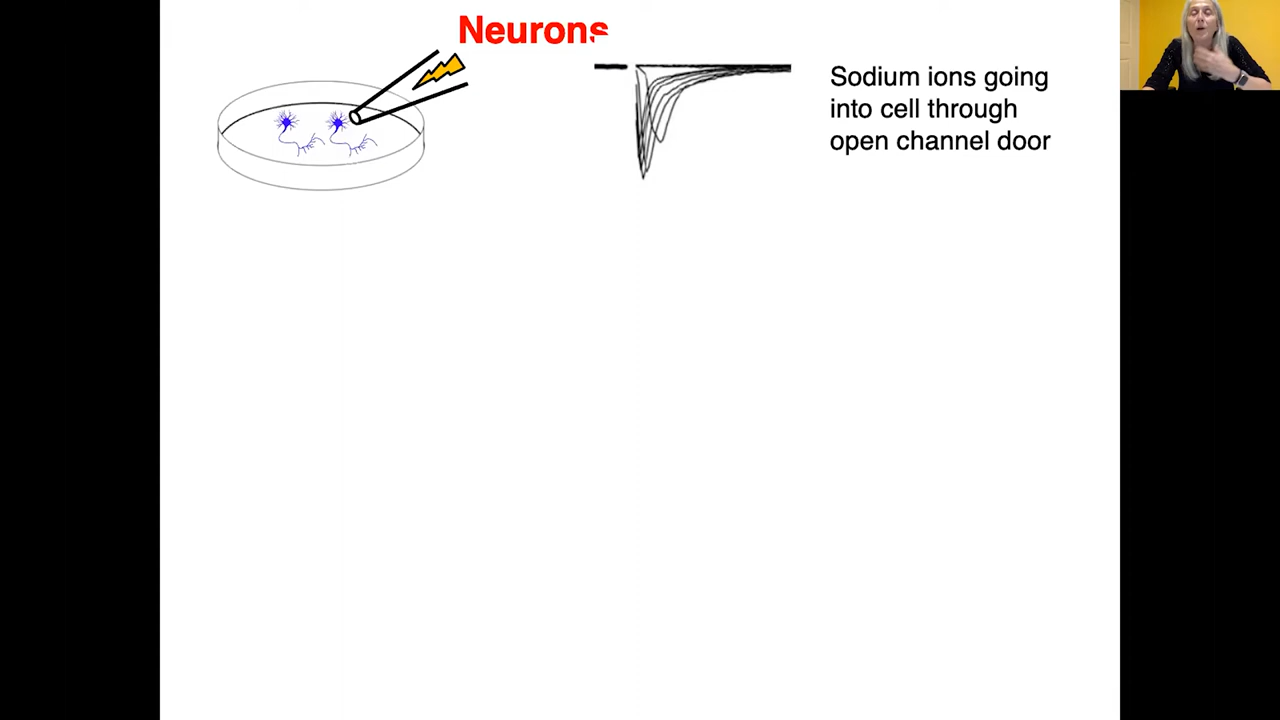 Neurons
Sodium ions going
into cell through
open channel door